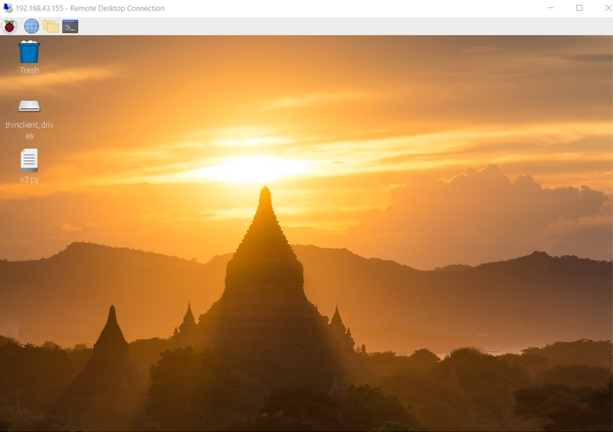 192.168.43.155 - Remote Desktop Connection
>_
Trash
thinclient_driv
es
v3.py